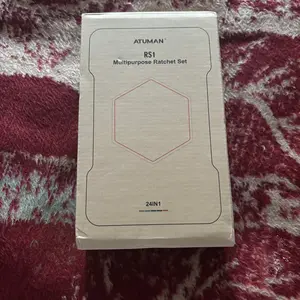 ATUMAN
RS1
Multipurpose Ratchet Set
24IN1